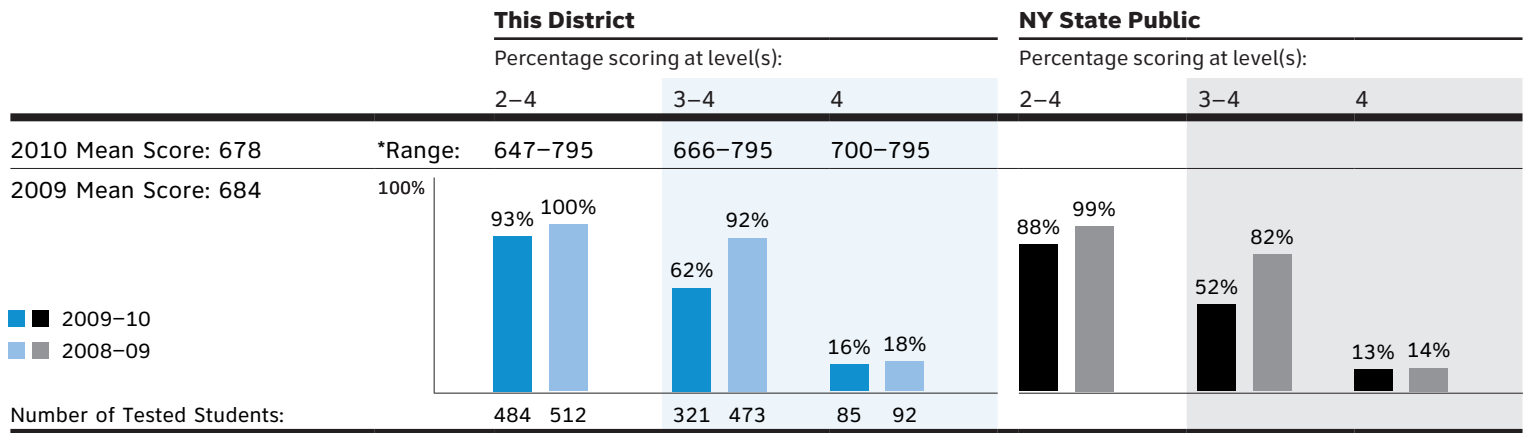 This District NY State Public
Percentage scoring at level(s): Percentage scoring at level(s):
2–4 3–4 4 2–4 3–4 4
2010 Mean Score: 678 *Range: 647–795 666–795 700–795
2009 Mean Score: 684 100%
93% 100% 62% 92% 16% 18% 88% 99% 52% 82% 13% 14%
2009–10
2008–09
Number of Tested Students: 484 512 321 473 85 92